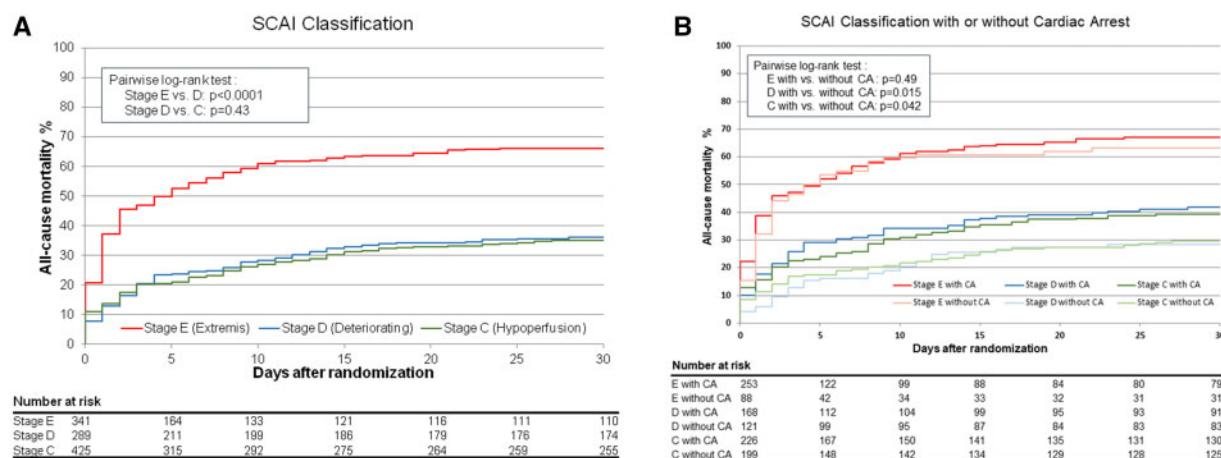 A
SCAI Classification
100
90
80
70
60
50
40
30
20
10
0
All-cause mortality %
Pairwise log-rank test :
Stage E vs. D: p<0.0001
Stage D vs. C: p=0.43
Stage E (Extremis) Stage D (Deteriorating) Stage C (Hypoperfusion)
0 5 10 15 20 25 30
Days after randomization
Number at risk
Stage E 341 164 133 121 116 111 110
Stage D 289 211 199 186 179 176 174
Stage C 425 315 292 275 264 259 255
B
SCAI Classification with or without Cardiac Arrest
100
90
80
70
60
50
40
30
20
10
0
All-cause mortality %
Pairwise log-rank test :
E with vs. without CA: p=0.49
D with vs. without CA: p=0.015
C with vs. without CA: p=0.042
Stage E with CA Stage D with CA Stage C with CA
Stage E without CA Stage D without CA Stage C without CA
0 5 10 15 20 25 30
Days after randomization
Number at risk
E with CA 253 122 99 88 84 80 79
E without CA 88 42 34 33 32 31 31
D with CA 168 112 104 99 95 93 91
D without CA 121 99 95 87 84 83 83
C with CA 226 167 150 141 135 131 130
C without CA 199 148 142 134 129 128 125